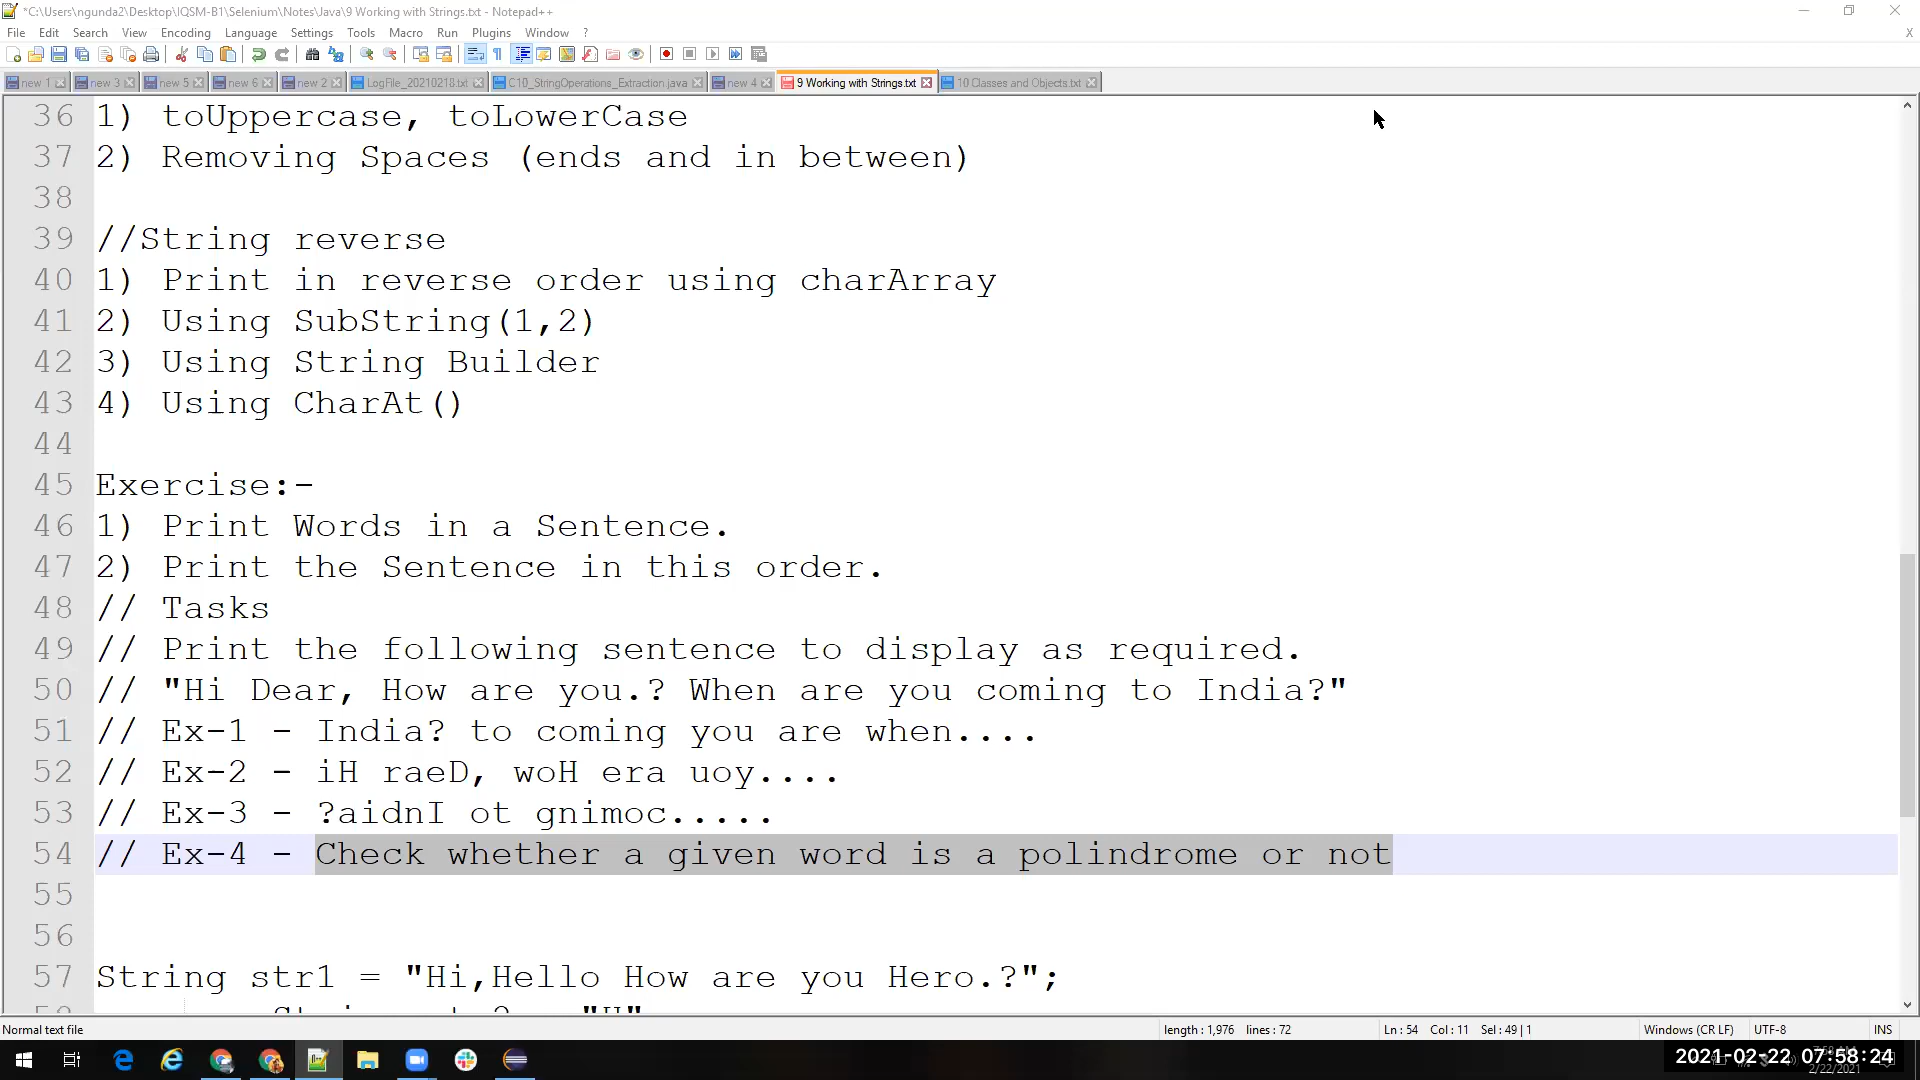 *C:\Users\ngunda2\Desktop\IQSM-B1\Selenium\Notes\Java\9 Working with Strings.txt - Notepad++
File Edit Search View Encoding Language Settings Tools Macro Run Plugins Window ? X
new 1 new 3 new 5 new 6 new 2 LogFile_20210218.txt C10_StringOperations_Extraction.java new 4 9 Working with Strings.txt 10 Classes and Objects.txt
36 1) toUppercase, toLowerCase
37 2) Removing Spaces (ends and in between)
38
39 //String reverse
40 1) Print in reverse order using charArray
41 2) Using SubString(1,2)
42 3) Using String Builder
43 4) Using CharAt()
44
45 Exercise:-
46 1) Print Words in a Sentence.
47 2) Print the Sentence in this order.
48 // Tasks
49 // Print the following sentence to display as required.
50 // "Hi Dear, How are you.? When are you coming to India?"
51 // Ex-1 - India? to coming you are when....
52 // Ex-2 - iH raeD, woH era uoy....
53 // Ex-3 - ?aidnI ot gnimoc.....
54 // Ex-4 - Check whether a given word is a polindrome or not
55
56
57 String str1 = "Hi,Hello How are you Hero.?";
Normal text file length : 1,976 lines : 72 Ln : 54 Col : 11 Sel : 49 | 1 Windows (CR LF) UTF-8 INS
2021-02-22 07:58:24
2/22/2021